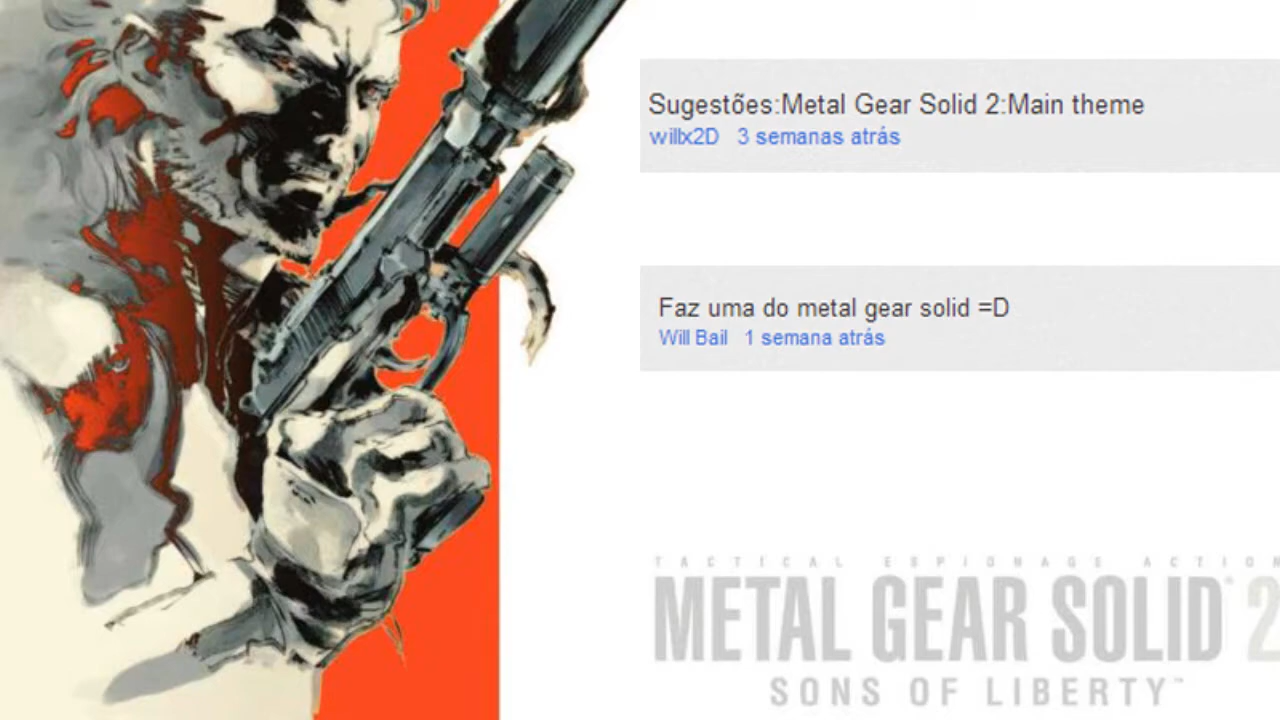 Sugestões:Metal Gear Solid 2:Main theme
willx2D 3 semanas atrás
Faz uma do metal gear solid =D
Will Bail 1 semana atrás
TACTICAL ESPIONAGE ACTION
METAL GEAR SOLID 2
SONS OF LIBERTY™